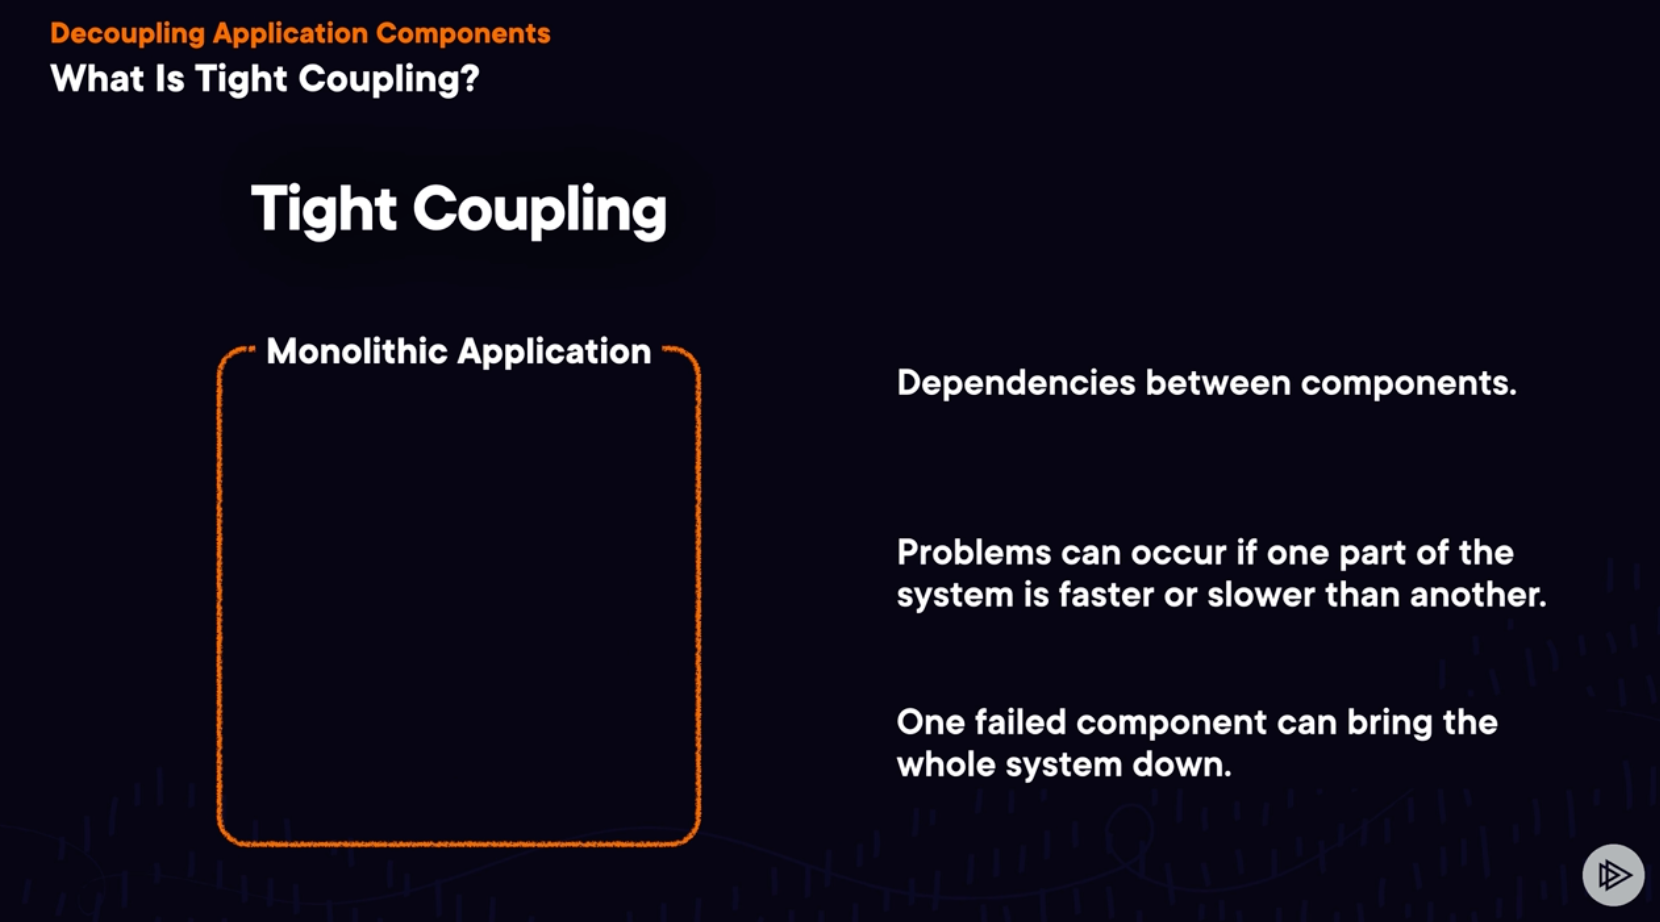 Decoupling Application Components
What Is Tight Coupling?
Tight Coupling
Monolithic Application
Dependencies between components.
Problems can occur if one part of the
system is faster or slower than another.
One failed component can bring the
whole system down.